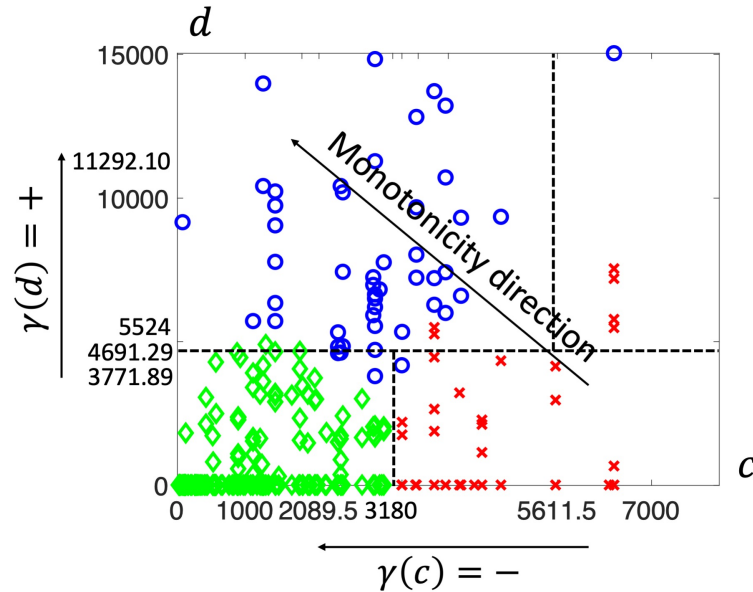 d
15000
11292.10
10000
5524
4691.29
3771.89
0
γ(d) = +
Monotonicity direction
c
0
1000
2089.5
3180
5611.5
7000
γ(c) = −